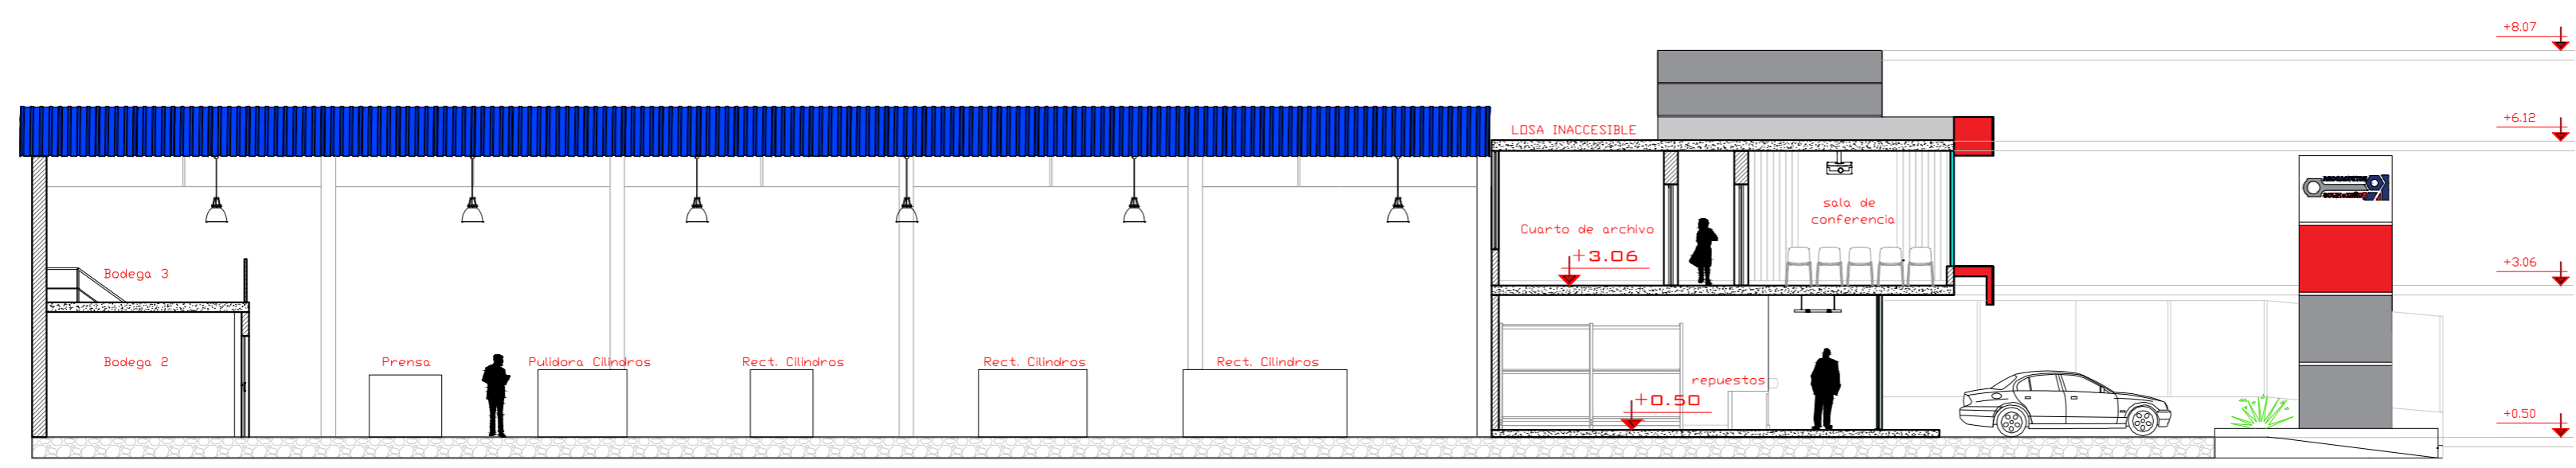 +8.07
+6.12
LOSA INACCESIBLE
sala de
conferencia
Cuarto de archivo
+3.06
+3.06
Bodega 3
Bodega 2
Prensa
Pulidora Cilindros
Rect. Cilindros
Rect. Cilindros
Rect. Cilindros
repuestos
+0.50
+0.50